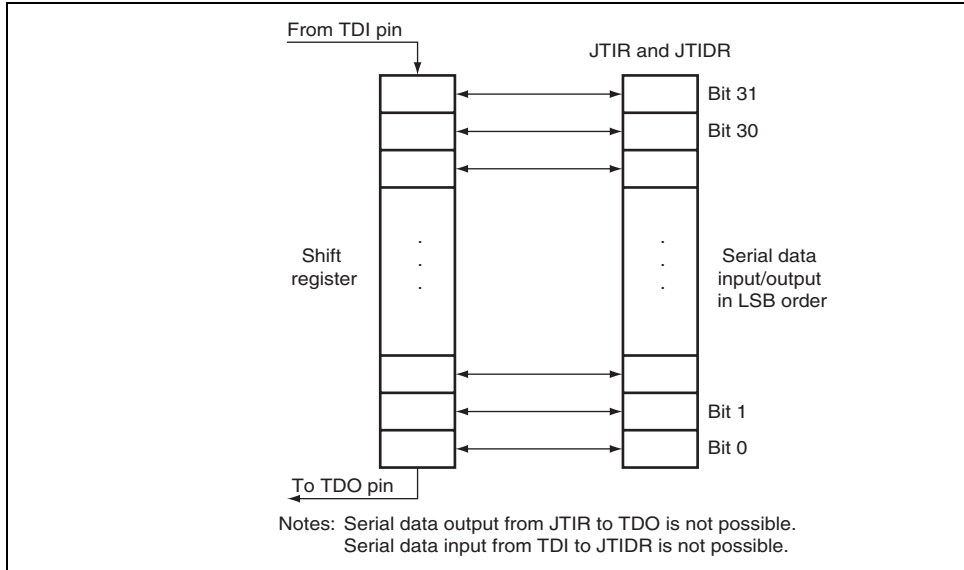 From TDI pin
JTIR and JTIDR
Bit 31
Bit 30
Shift
register
Serial data
input/output
in LSB order
Bit 1
Bit 0
To TDO pin
Notes: Serial data output from JTIR to TDO is not possible.
Serial data input from TDI to JTIDR is not possible.